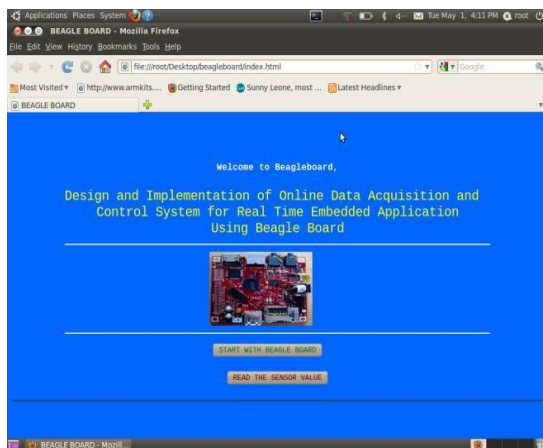 Applications Places System
Tue May 1, 4:11 PM root
BEAGLE BOARD - Mozilla Firefox
File Edit View History Bookmarks Tools Help
file:///root/Desktop/beagleboard/index.html
Google
Most Visited http://www.armkits.... Getting Started Sunny Leone, most ... Latest Headlines
BEAGLE BOARD
Welcome to Beagleboard,
Design and Implementation of Online Data Acquisition and
Control System for Real Time Embedded Application
Using Beagle Board
START WITH BEAGLE BOARD
READ THE SENSOR VALUE
BEAGLE BOARD - Mozill...